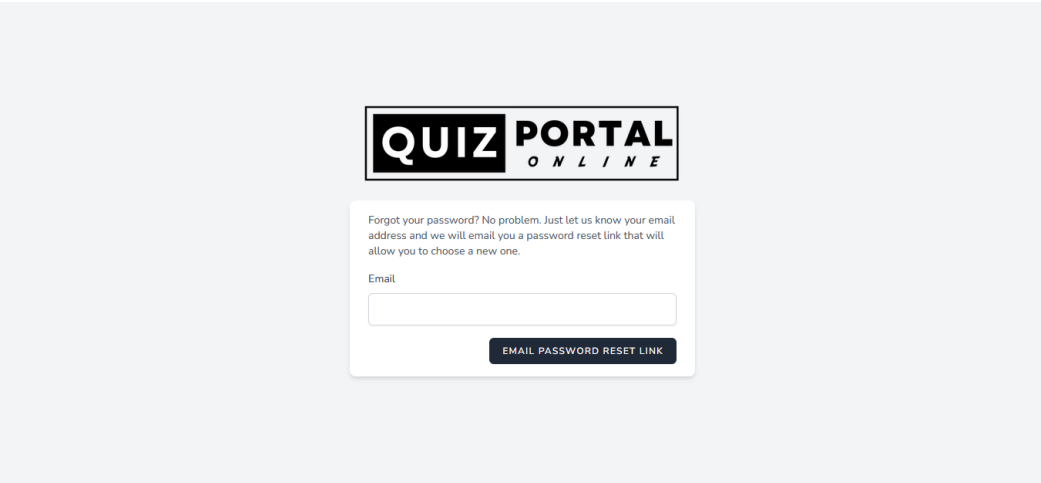 QUIZ PORTAL
ONLINE
Forgot your password? No problem. Just let us know your email
address and we will email you a password reset link that will
allow you to choose a new one.
Email
EMAIL PASSWORD RESET LINK